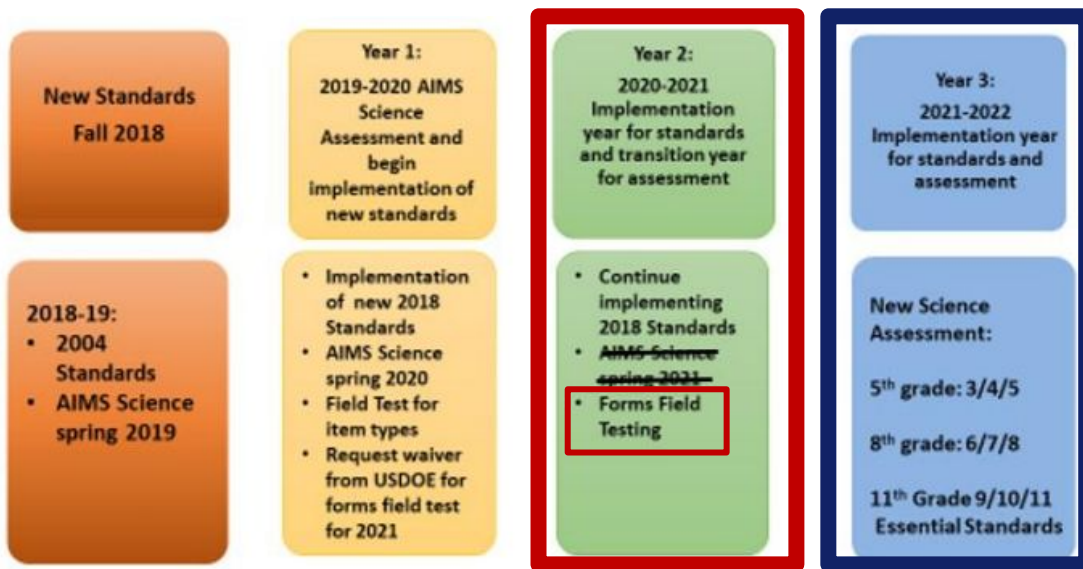 New Standards
Fall 2018
Year 1:
2019-2020 AIMS
Science
Assessment and
begin
implementation of
new standards
Year 2:
2020-2021
Implementation
year for standards
and transition year
for assessment
Year 3:
2021-2022
Implementation year
for standards and
assessment
2018-19:
• 2004
Standards
• AIMS Science
spring 2019
• Implementation
of new 2018
Standards
• AIMS Science
spring 2020
• Field Test for
item types
• Request waiver
from USDOE for
forms field test
for 2021
• Continue
implementing
2018 Standards
• AIMS Science
spring 2021
• Forms Field
Testing
New Science
Assessment:
5th grade: 3/4/5
8th grade: 6/7/8
11th Grade 9/10/11
Essential Standards